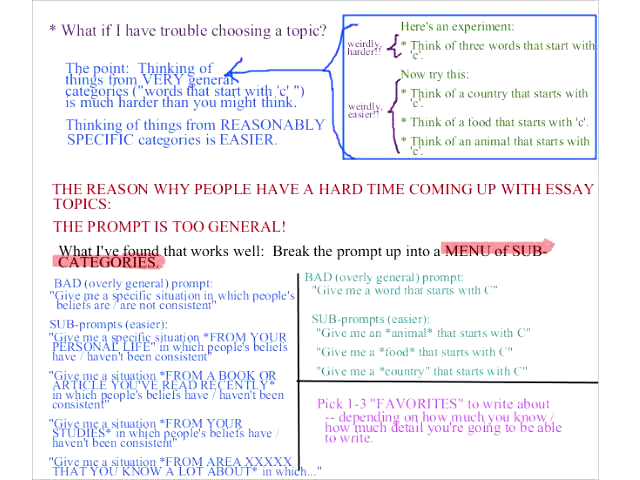 * What if I have trouble choosing a topic?
The point: Thinking of
things from VERY general
categories ("words that start with 'c' ")
is much harder than you might think.
Thinking of things from REASONABLY
SPECIFIC categories is EASIER.
Here's an experiment:
weirdly
harder!?
* Think of three words that start with
'c'.
Now try this:
weirdly
easier!?
* Think of a country that starts with
'c'.
* Think of a food that starts with 'c'.
* Think of an animal that starts with
'c'.
THE REASON WHY PEOPLE HAVE A HARD TIME COMING UP WITH ESSAY
TOPICS:
THE PROMPT IS TOO GENERAL!
What I've found that works well: Break the prompt up into a MENU of SUB-
CATEGORIES.
BAD (overly general) prompt:
"Give me a specific situation in which people's
beliefs are / are not consistent"
SUB-prompts (easier):
"Give me a specific situation *FROM YOUR
PERSONAL LIFE* in which people's beliefs
have / haven't been consistent"
"Give me a situation *FROM A BOOK OR
ARTICLE YOU'VE READ RECENTLY*
in which people's beliefs have / haven't been
consistent"
"Give me a situation *FROM YOUR
STUDIES* in which people's beliefs have /
haven't been consistent"
"Give me a situation *FROM AREA XXXXX
THAT YOU KNOW A LOT ABOUT* in which..."
BAD (overly general) prompt:
"Give me a word that starts with C"
SUB-prompts (easier):
"Give me an *animal* that starts with C"
"Give me a *food* that starts with C"
"Give me a *country" that starts with C"
Pick 1-3 "FAVORITES" to write about
-- depending on how much you know /
how much detail you're going to be able
to write.